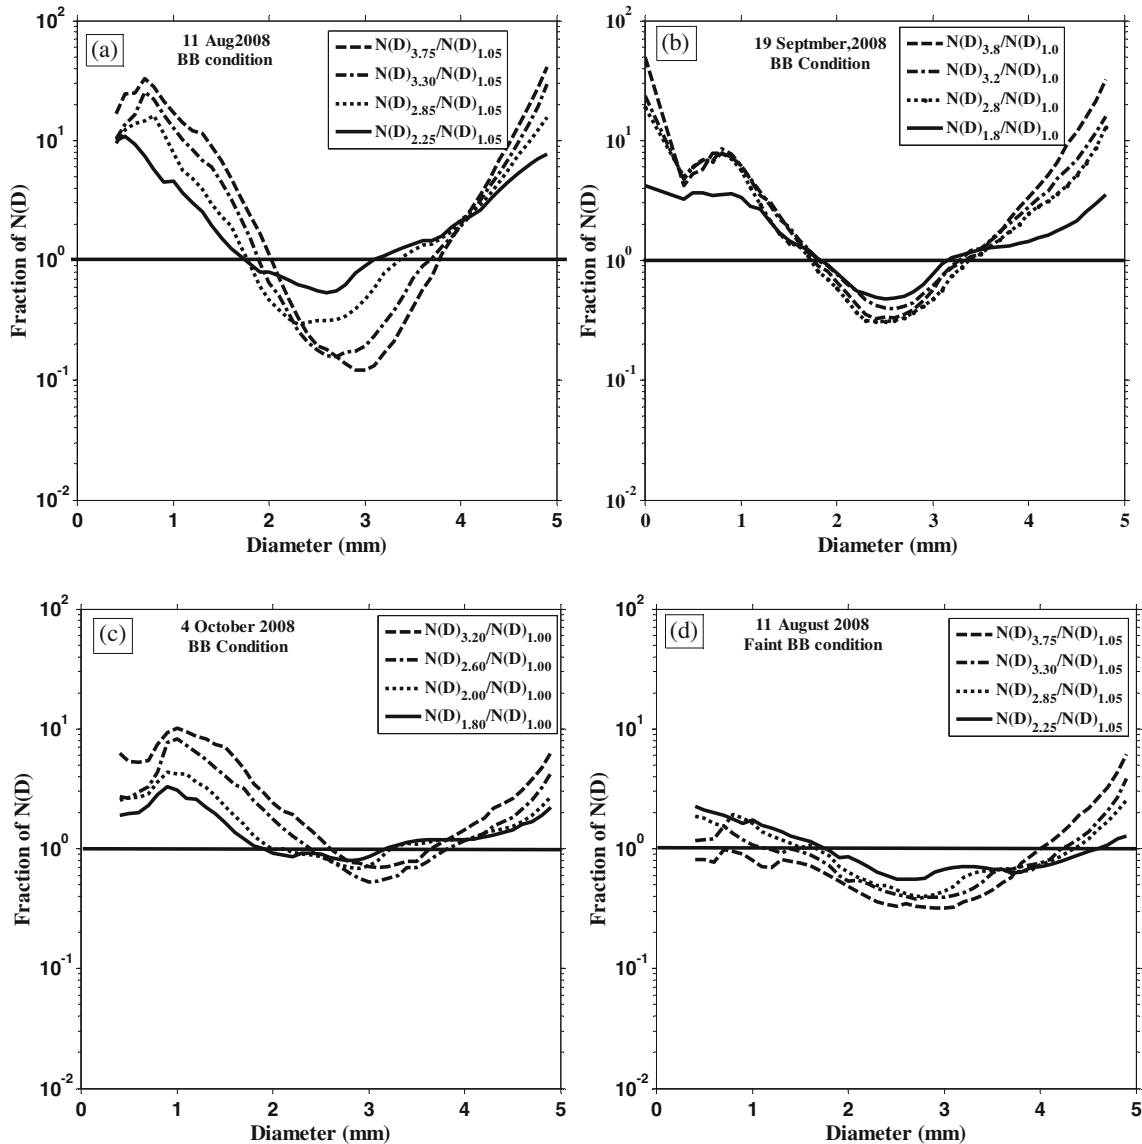 (a)
11 Aug2008
BB condition
N(D)3.75/N(D)1.05
N(D)3.30/N(D)1.05
N(D)2.85/N(D)1.05
N(D)2.25/N(D)1.05
Fraction of N(D)
10^2
10^1
10^0
10^-1
10^-2
0 1 2 3 4 5
Diameter (mm)
(b)
19 Septmber,2008
BB Condition
N(D)3.8/N(D)1.0
N(D)3.2/N(D)1.0
N(D)2.8/N(D)1.0
N(D)1.8/N(D)1.0
Fraction of N(D)
10^2
10^1
10^0
10^-1
10^-2
0 1 2 3 4 5
Diameter (mm)
(c)
4 October 2008
BB Condition
N(D)3.20/N(D)1.00
N(D)2.60/N(D)1.00
N(D)2.00/N(D)1.00
N(D)1.80/N(D)1.00
Fraction of N(D)
10^2
10^1
10^0
10^-1
10^-2
0 1 2 3 4 5
Diameter (mm)
(d)
11 August 2008
Faint BB condition
N(D)3.75/N(D)1.05
N(D)3.30/N(D)1.05
N(D)2.85/N(D)1.05
N(D)2.25/N(D)1.05
Fraction of N(D)
10^2
10^1
10^0
10^-1
10^-2
0 1 2 3 4 5
Diameter (mm)